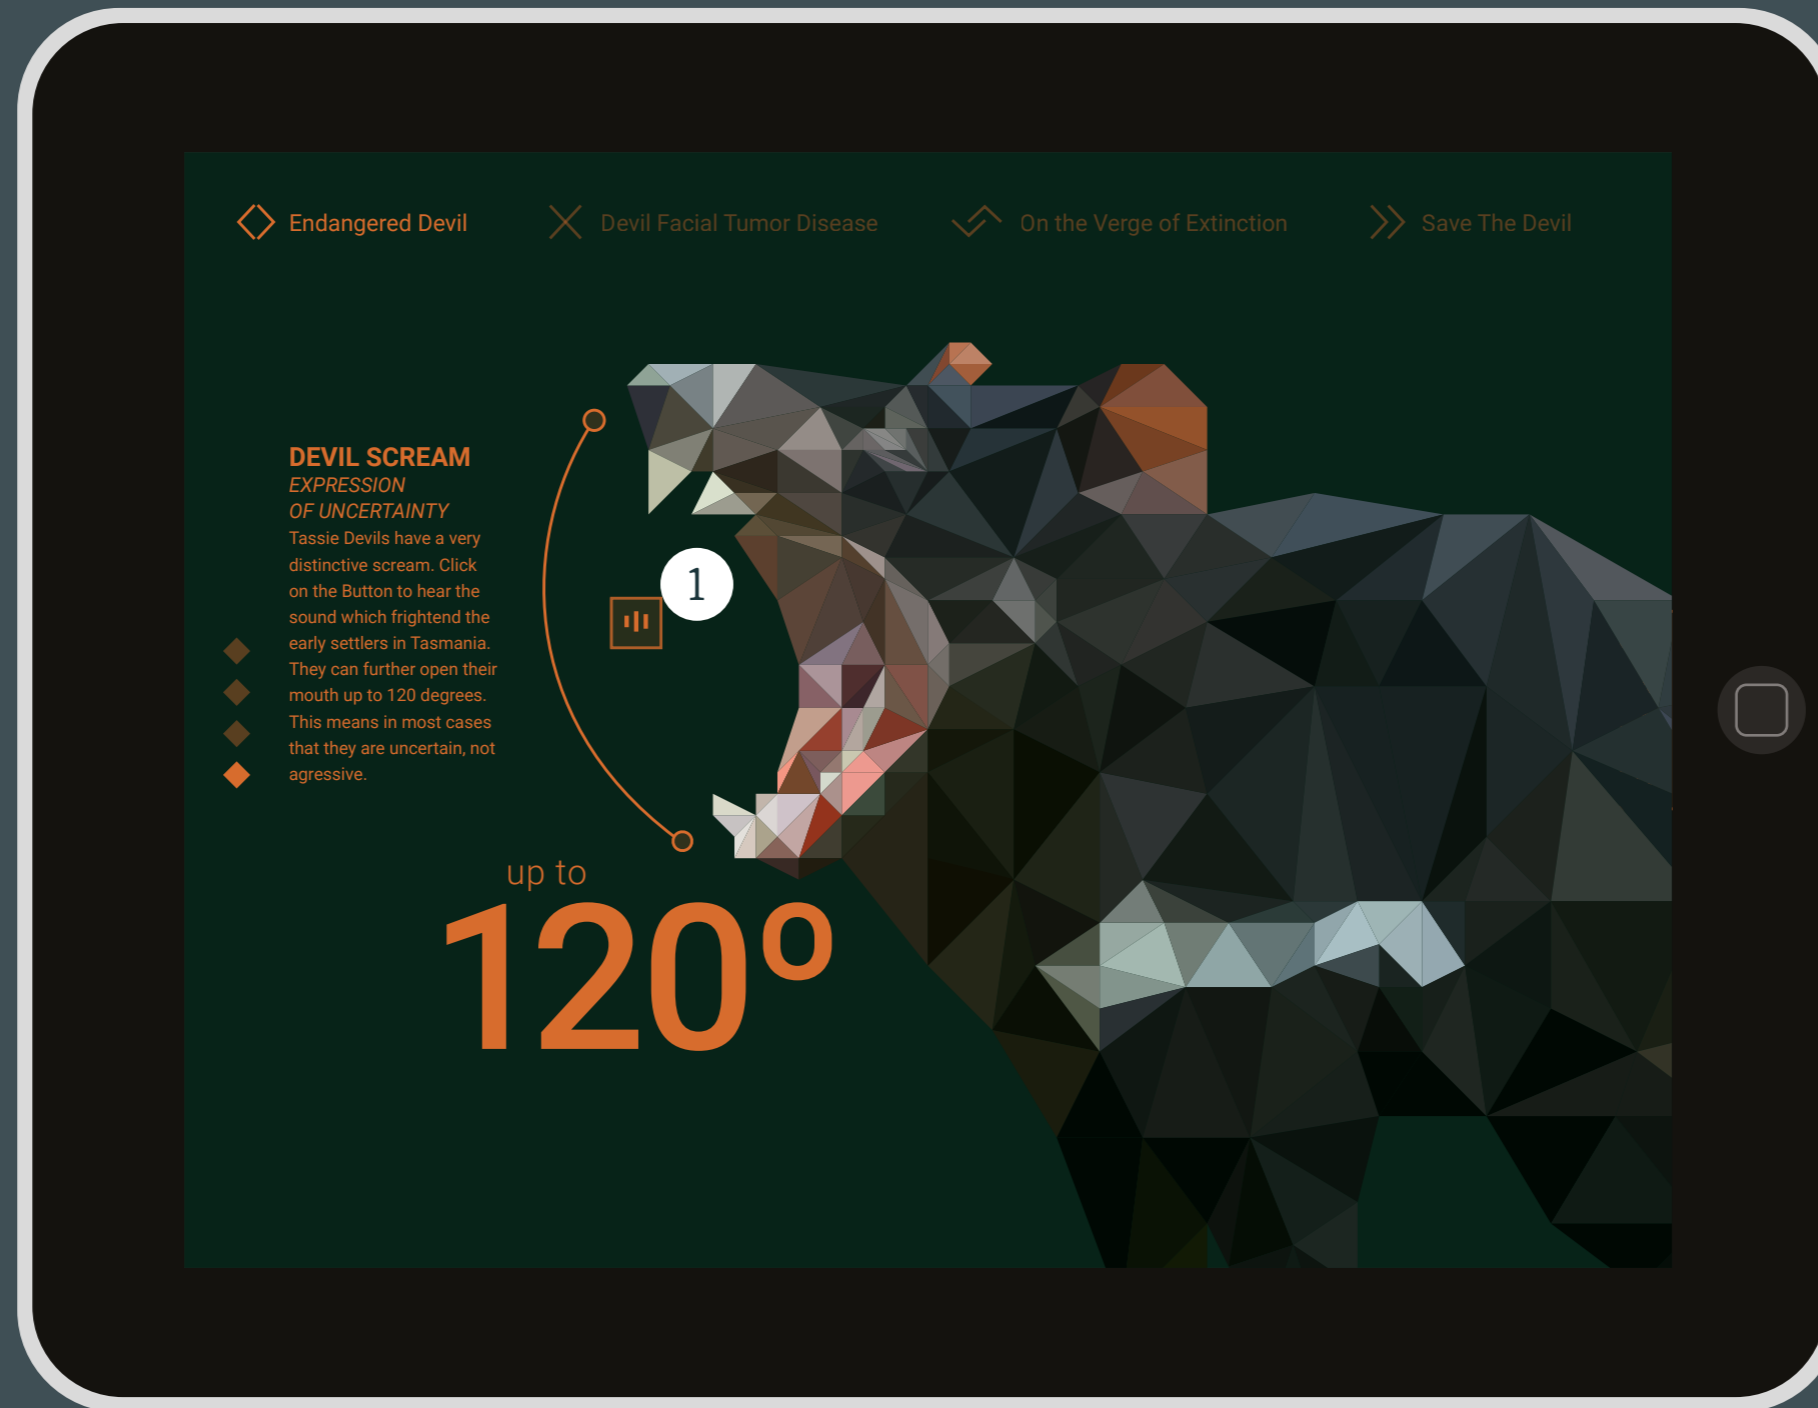 Endangered Devil
Devil Facial Tumor Disease
On the Verge of Extinction
Save The Devil
DEVIL SCREAM
EXPRESSION
OF UNCERTAINTY
Tassie Devils have a very
distinctive scream. Click
on the Button to hear the
sound which frightend the
early settlers in Tasmania.
They can further open their
mouth up to 120 degrees.
This means in most cases
that they are uncertain, not
agressive.
1
up to
120º